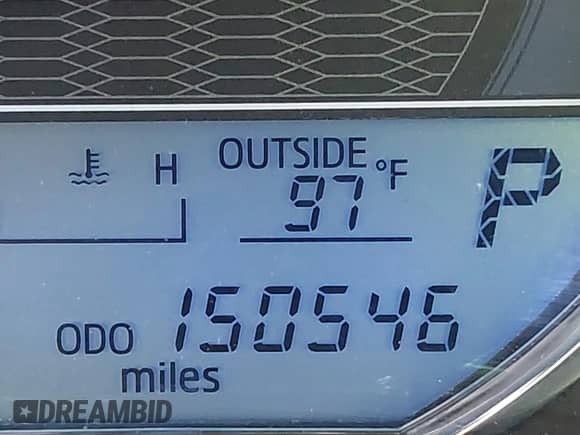 OUTSIDE
H 97 °F P
ODO 150546
miles
DREAMBID